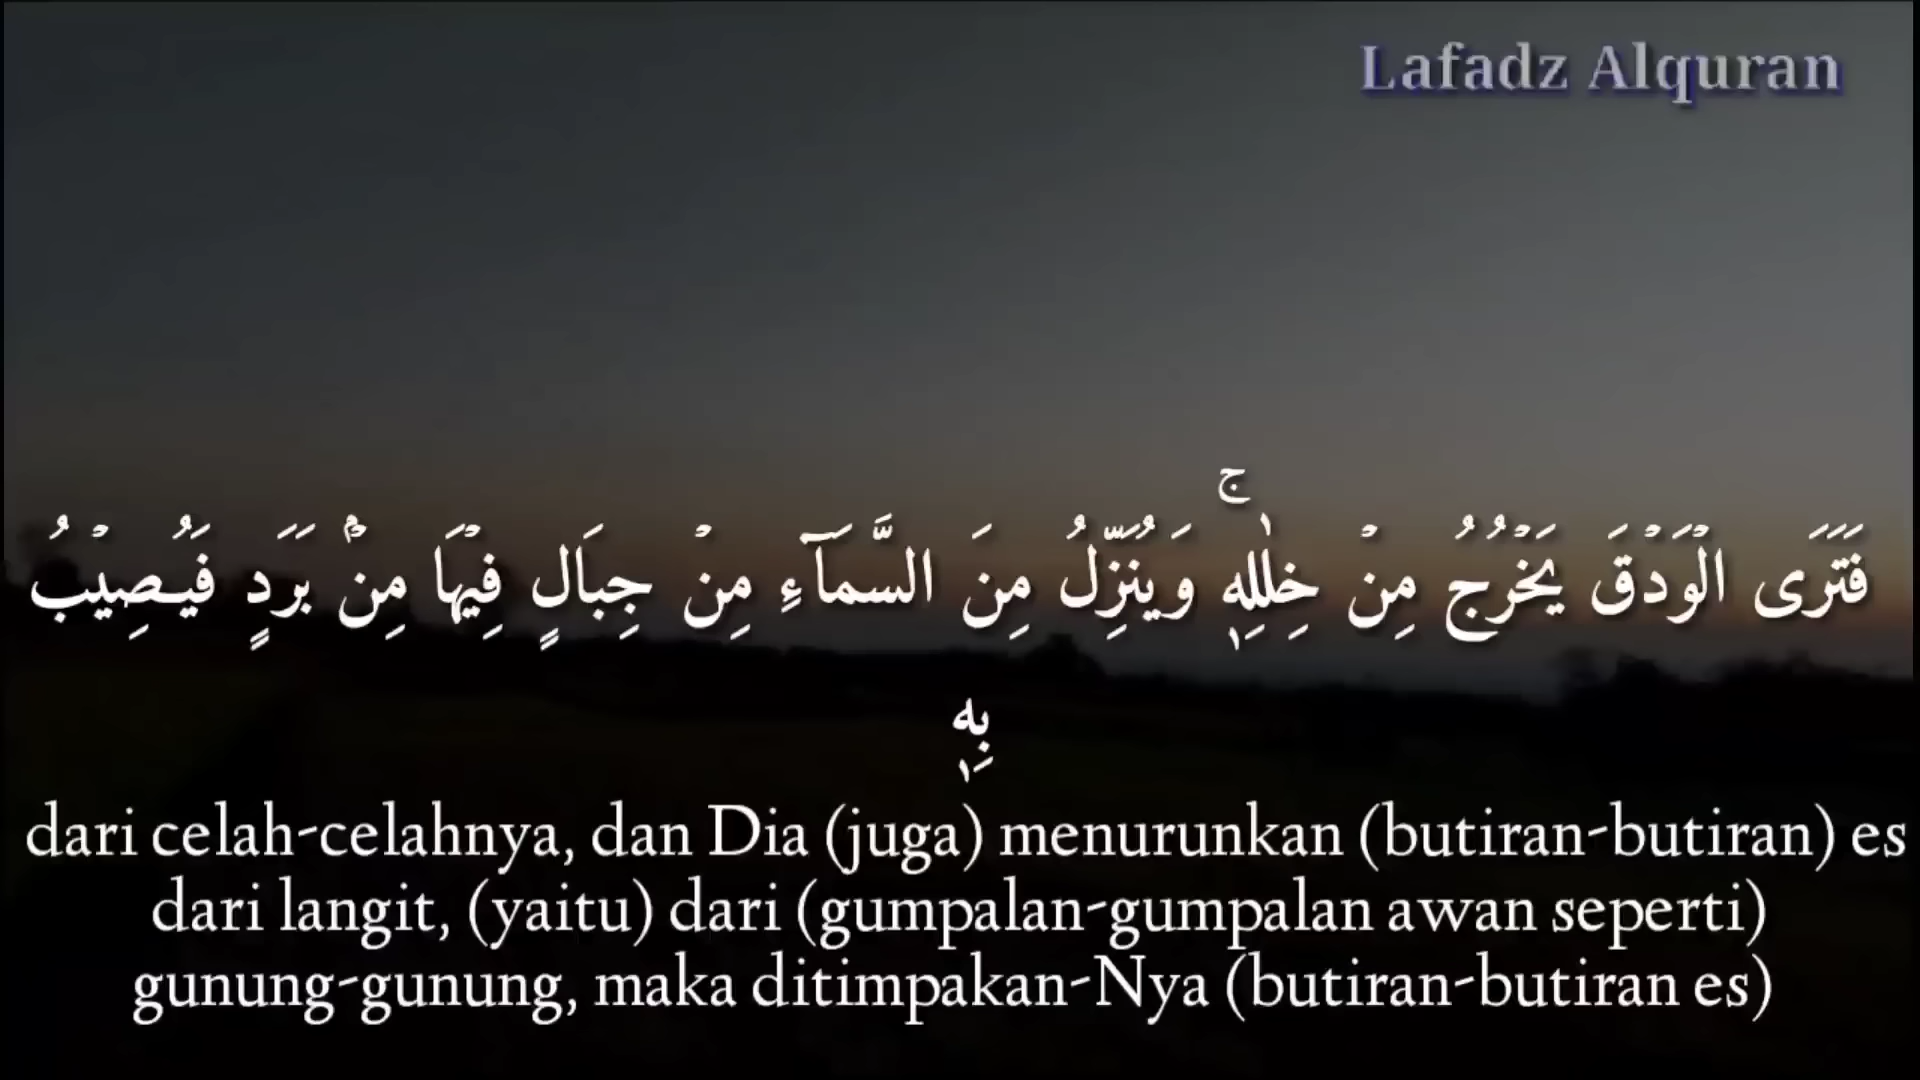 Lafadz Alquran
فَتَرَى الْوَدْقَ يَخْرُجُ مِنْ خِلٰلِهٖۚ وَيُنَزِّلُ مِنَ السَّمَاۤءِ مِنْ جِبَالٍ فِيْهَا مِنْۢ بَرَدٍ فَيُصِيْبُ
بِهٖ
dari celah-celahnya, dan Dia (juga) menurunkan (butiran-butiran) es
dari langit, (yaitu) dari (gumpalan-gumpalan awan seperti)
gunung-gunung, maka ditimpakan-Nya (butiran-butiran es)